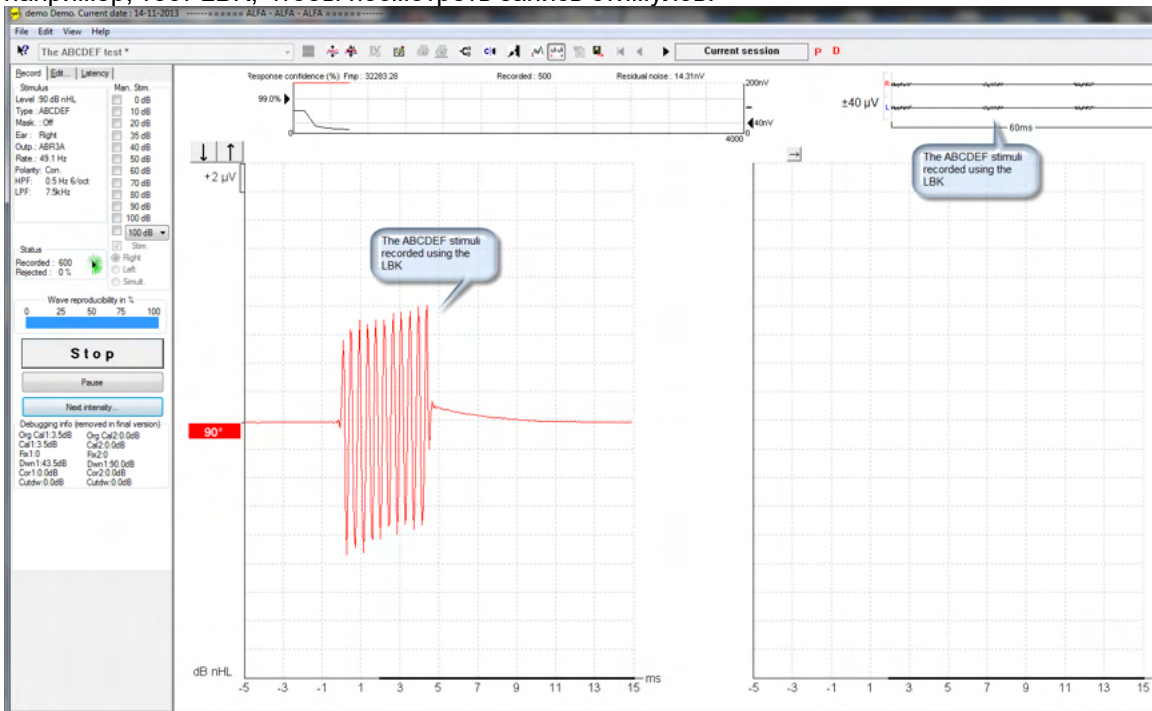 например, тест LBK, чтобы посмотреть запись стимулов.
demo Demo. Current date : 14-11-2013 ------====== ALFA - ALFA - ALFA ======-----
File Edit View Help
The ABCDEF test *
Current session P D
Record Edit... Latency
Stimulus
Level :90 dB nHL
Type : ABCDEF
Mask. : Off
Ear : Right
Outp.: ABR3A
Rate.: 49.1 Hz
Polarity: Con.
HPF: 0.5 Hz 6/oct
LPF: 7.5kHz
Man. Stim.
0 dB
10 dB
20 dB
35 dB
40 dB
50 dB
60 dB
70 dB
80 dB
90 dB
100 dB
100 dB
Stim.
Right
Left
Simult.
Status
Recorded : 600
Rejected : 0 %
Wave reproducibility in %
0 25 50 75 100
Stop
Pause
Next intensity...
Debugging info (removed in final version)
Org Cal1:3.5dB Org Cal2:0.0dB
Cal1:3.5dB Cal2:0.0dB
Fix1:0 Fix2:0
Dwn1:43.5dB Dwn1:90.0dB
Cor1:0.0dB Cor2:0.0dB
Cutdw:0.0dB Cutdw:0.0dB
Response confidence (%) Fmp : 32283.28 Recorded : 500 Residual noise : 14.31nV
99.0%
0
200nV
40nV
4000
±40 µV
R
L
60ms
The ABCDEF stimuli
recorded using the
LBK
+2 µV
The ABCDEF stimuli
recorded using the
LBK
90*
dB nHL
-5 -3 -1 1 3 5 7 9 11 13 15 ms
-5 -3 -1 1 3 5 7 9 11 13 15